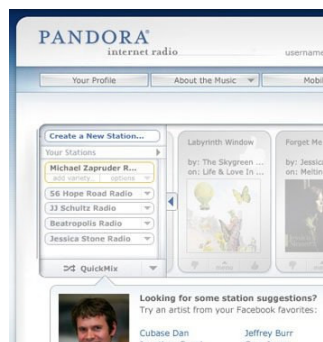 PANDORA®
internet radio
username
Your Profile
About the Music
Mobil
Create a New Station...
Your Stations
Michael Zapruder R...
add variety...
options
56 Hope Road Radio
JJ Schultz Radio
Beatropolis Radio
Jessica Stone Radio
QuickMix
Labyrinth Window
by: The Skygreen ...
on: Life & Love In ...
menu
Forget Me
by: Jessic
on: Meltin
Looking for some station suggestions?
Try an artist from your Facebook favorites:
Cubase Dan
Jeffrey Burr